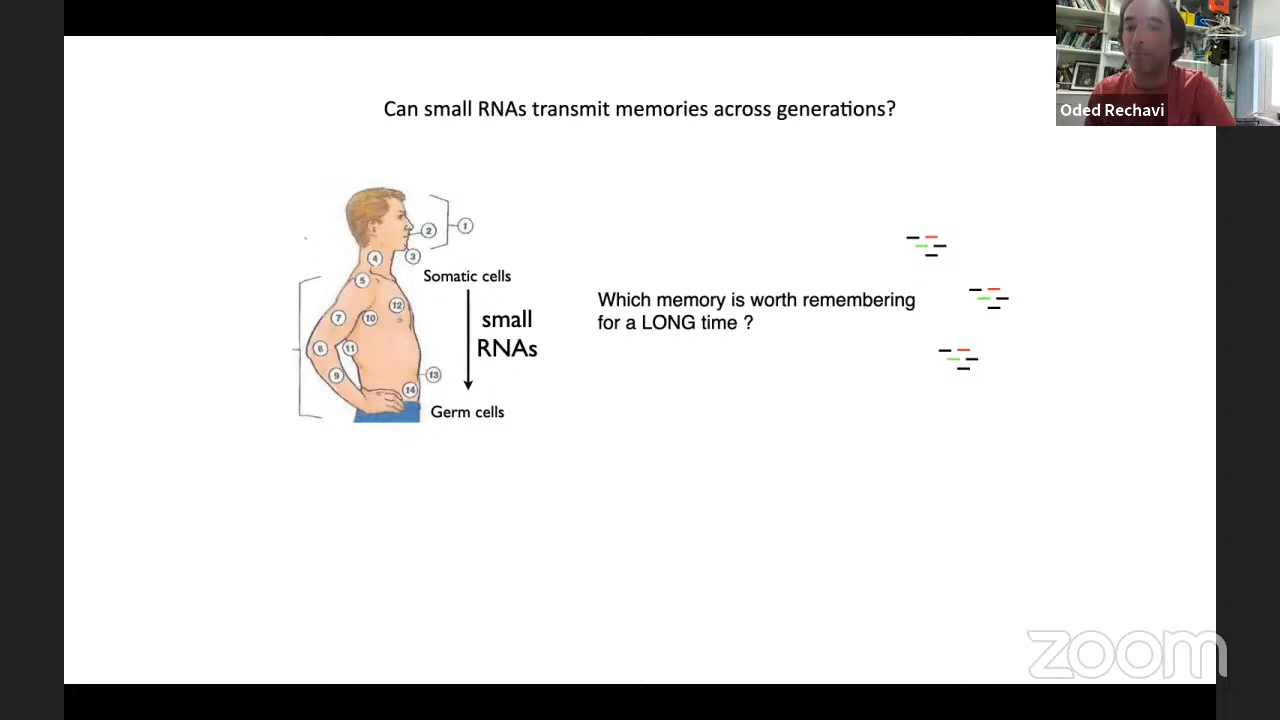 Can small RNAs transmit memories across generations?
Oded Rechavi
1
2
3
4
Somatic cells
5
12
7
10
small
RNAs
Which memory is worth remembering
for a LONG time ?
11
9
13
14
Germ cells
zoom